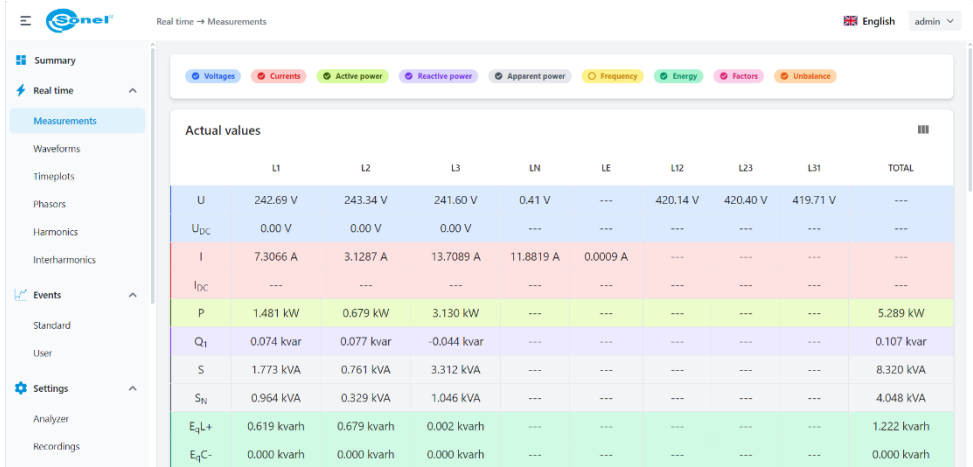 Sonel®
Real time → Measurements
English
admin
Summary
Real time
Measurements
Waveforms
Timeplots
Phasors
Harmonics
Interharmonics
Events
Standard
User
Settings
Analyzer
Recordings
Voltages Currents Active power Reactive power Apparent power Frequency Energy Factors Unbalance
Actual values
L1 L2 L3 LN LE L12 L23 L31 TOTAL
U 242.69 V 243.34 V 241.60 V 0.41 V --- 420.14 V 420.40 V 419.71 V ---
UDC 0.00 V 0.00 V 0.00 V --- --- --- --- --- ---
I 7.3066 A 3.1287 A 13.7089 A 11.8819 A 0.0009 A --- --- --- ---
IDC --- --- --- --- --- --- --- --- ---
P 1.481 kW 0.679 kW 3.130 kW --- --- --- --- --- 5.289 kW
Q1 0.074 kvar 0.077 kvar -0.044 kvar --- --- --- --- --- 0.107 kvar
S 1.773 kVA 0.761 kVA 3.312 kVA --- --- --- --- --- 8.320 kVA
SN 0.964 kVA 0.329 kVA 1.046 kVA --- --- --- --- --- 4.048 kVA
EqL+ 0.619 kvarh 0.679 kvarh 0.002 kvarh --- --- --- --- --- 1.222 kvarh
EqC- 0.000 kvarh 0.000 kvarh 0.000 kvarh --- --- --- --- --- 0.000 kvarh